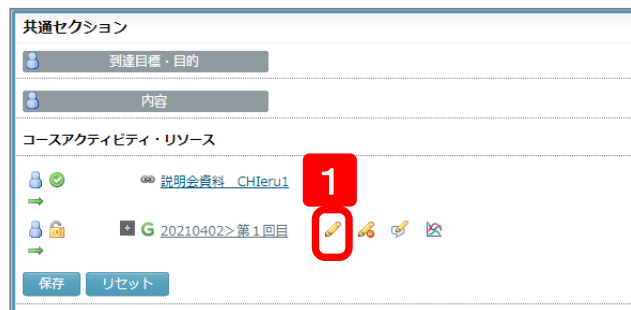 共通セクション
到達目標・目的
内容
コースアクティビティ・リソース
説明会資料　CHIeru1
1
G 20210402>第１回目
保存 リセット